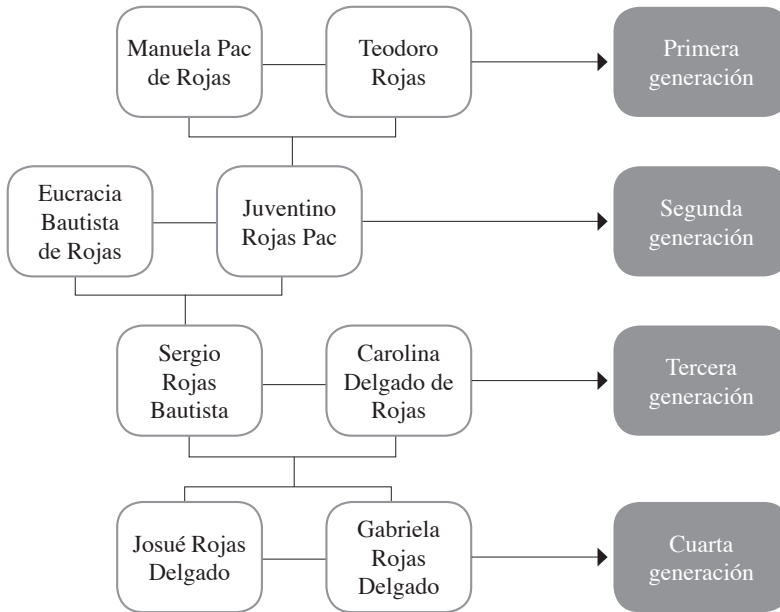 Manuela Pac
de Rojas
Teodoro
Rojas
Primera
generación
Eucracia
Bautista
de Rojas
Juventino
Rojas Pac
Segunda
generación
Sergio
Rojas
Bautista
Carolina
Delgado de
Rojas
Tercera
generación
Josué Rojas
Delgado
Gabriela
Rojas
Delgado
Cuarta
generación